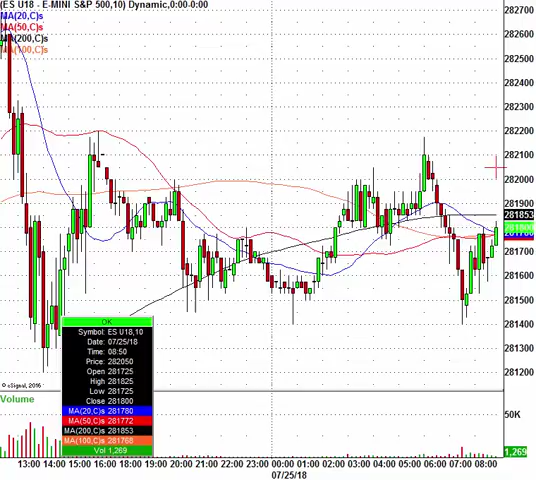 (ES U18 - E-MINI S&P 500,10) Dynamic,0:00-0:00
MA(20,C)s
MA(50,C)s
MA(200,C)s
MA(100,C)s
282700
282600
282500
282400
282300
282200
282100
282000
281900
281853
281700
281600
281500
281400
281300
281200
OK
Symbol: ES U18,10
Date: 07/25/18
Time: 08:50
Price: 282050
Open 281725
High 281825
Low 281725
Close 281800
MA(20,C)s 281780
MA(50,C)s 281772
MA(200,C)s 281853
MA(100,C)s 281768
Vol 1,269
© eSignal, 2016
Volume
50K
1,269
13:00 14:00 15:00 16:00 17:00 18:00 19:00 20:00 21:00 22:00 23:00 00:00 01:00 02:00 03:00 04:00 05:00 06:00 07:00 08:00
07/25/18